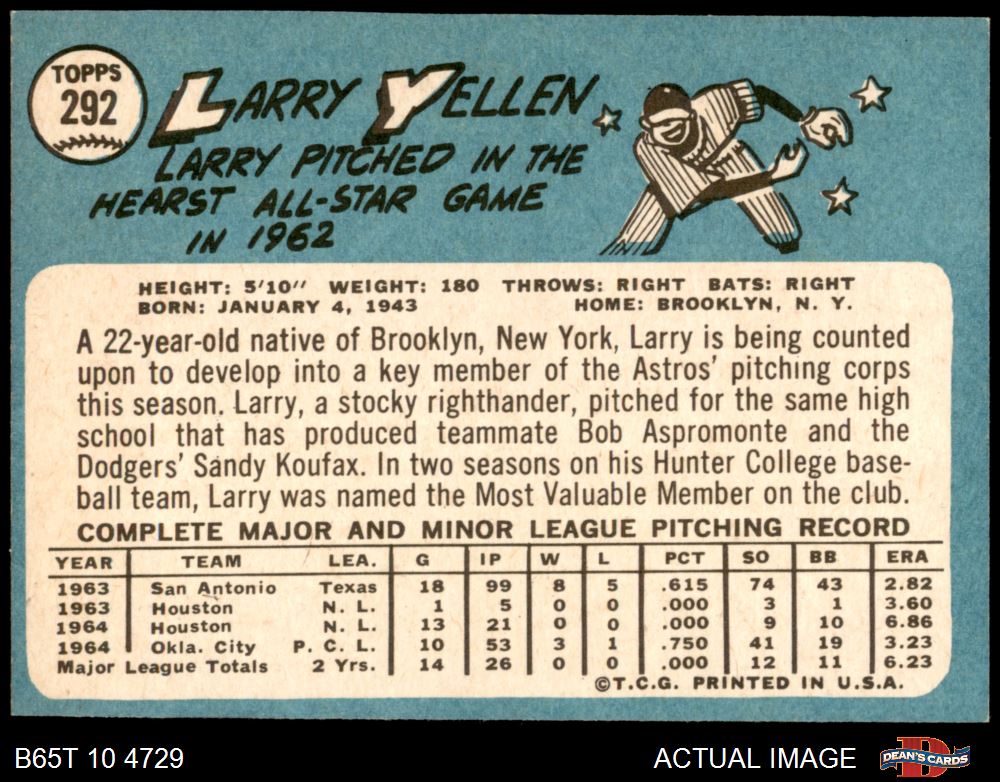 TOPPS
292
LARRY YELLEN
LARRY PITCHED IN THE
HEARST ALL-STAR GAME
IN 1962
HEIGHT: 5'10" WEIGHT: 180 THROWS: RIGHT BATS: RIGHT
BORN: JANUARY 4, 1943 HOME: BROOKLYN, N. Y.
A 22-year-old native of Brooklyn, New York, Larry is being counted
upon to develop into a key member of the Astros' pitching corps
this season. Larry, a stocky righthander, pitched for the same high
school that has produced teammate Bob Aspromonte and the
Dodgers' Sandy Koufax. In two seasons on his Hunter College base-
ball team, Larry was named the Most Valuable Member on the club.
COMPLETE MAJOR AND MINOR LEAGUE PITCHING RECORD
YEAR TEAM LEA. G IP W L PCT SO BB ERA
1963 San Antonio Texas 18 99 8 5 .615 74 43 2.82
1963 Houston N. L. 1 5 0 0 .000 3 1 3.60
1964 Houston N. L. 13 21 0 0 .000 9 10 6.86
1964 Okla. City P. C. L. 10 53 3 1 .750 41 19 3.23
Major League Totals 2 Yrs. 14 26 0 0 .000 12 11 6.23
©T.C.G. PRINTED IN U.S.A.
B65T 10 4729 ACTUAL IMAGE DEAN'S CARDS